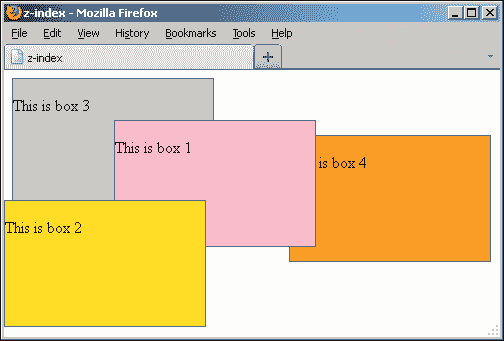 z-index - Mozilla Firefox
File Edit View History Bookmarks Tools Help
z-index
This is box 3
This is box 1
is box 4
This is box 2